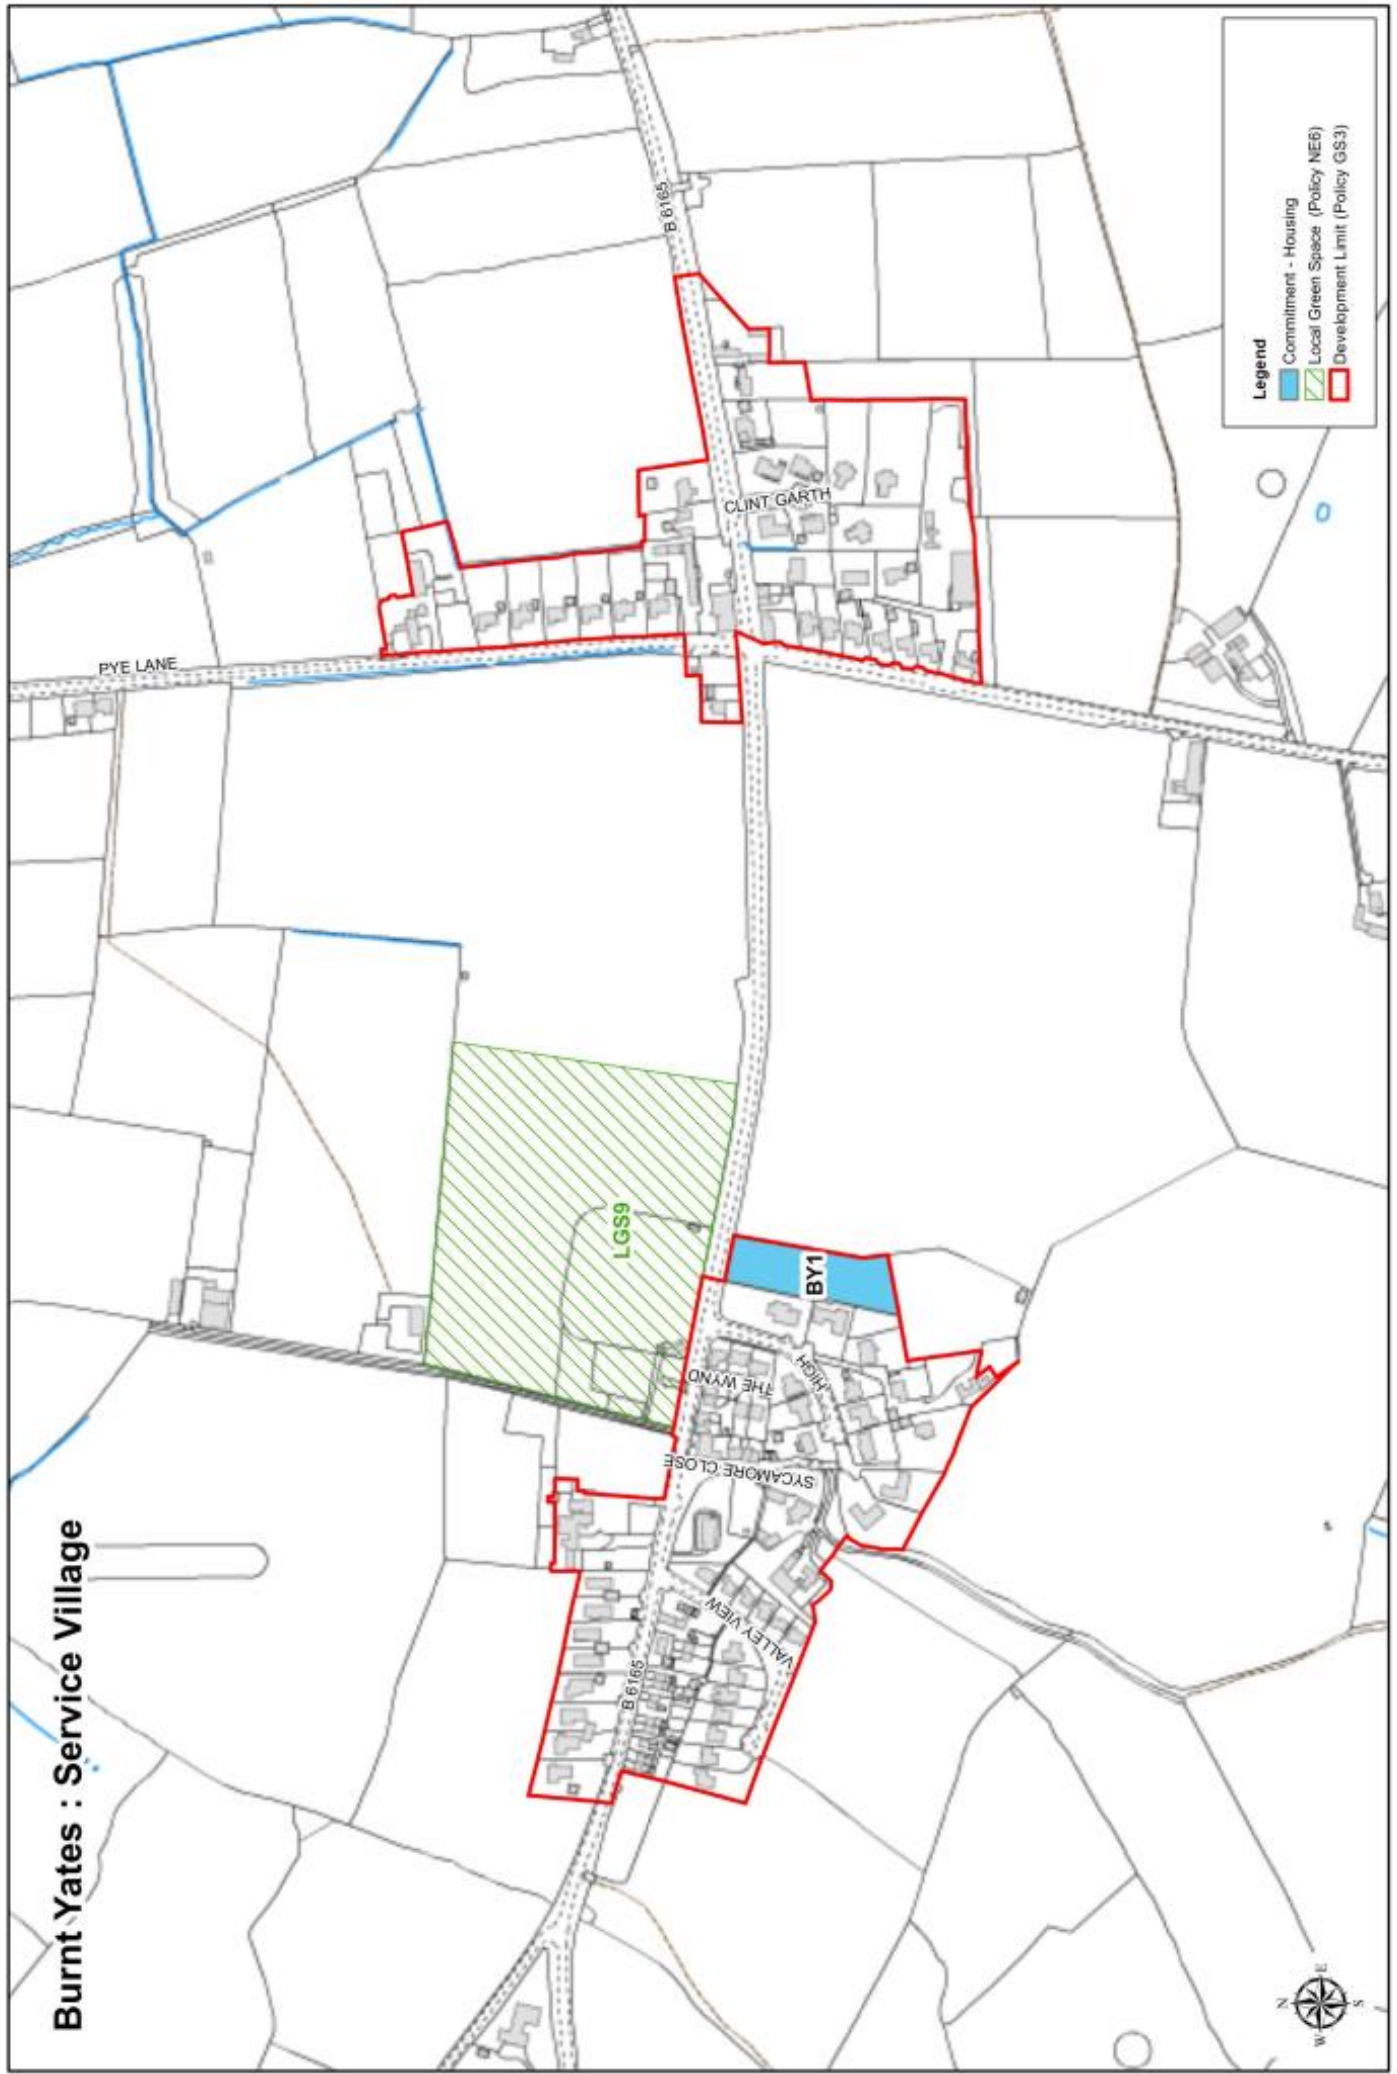 Burnt Yates : Service Village
PYE LANE
B 6165
CLINT GARTH
LGS9
BY1
THE WYND
HIGH
SYCAMORE CLOSE
VALLEY VIEW
B 6165
Legend
Commitment - Housing
Local Green Space (Policy NE6)
Development Limit (Policy GS3)
N
W E
S